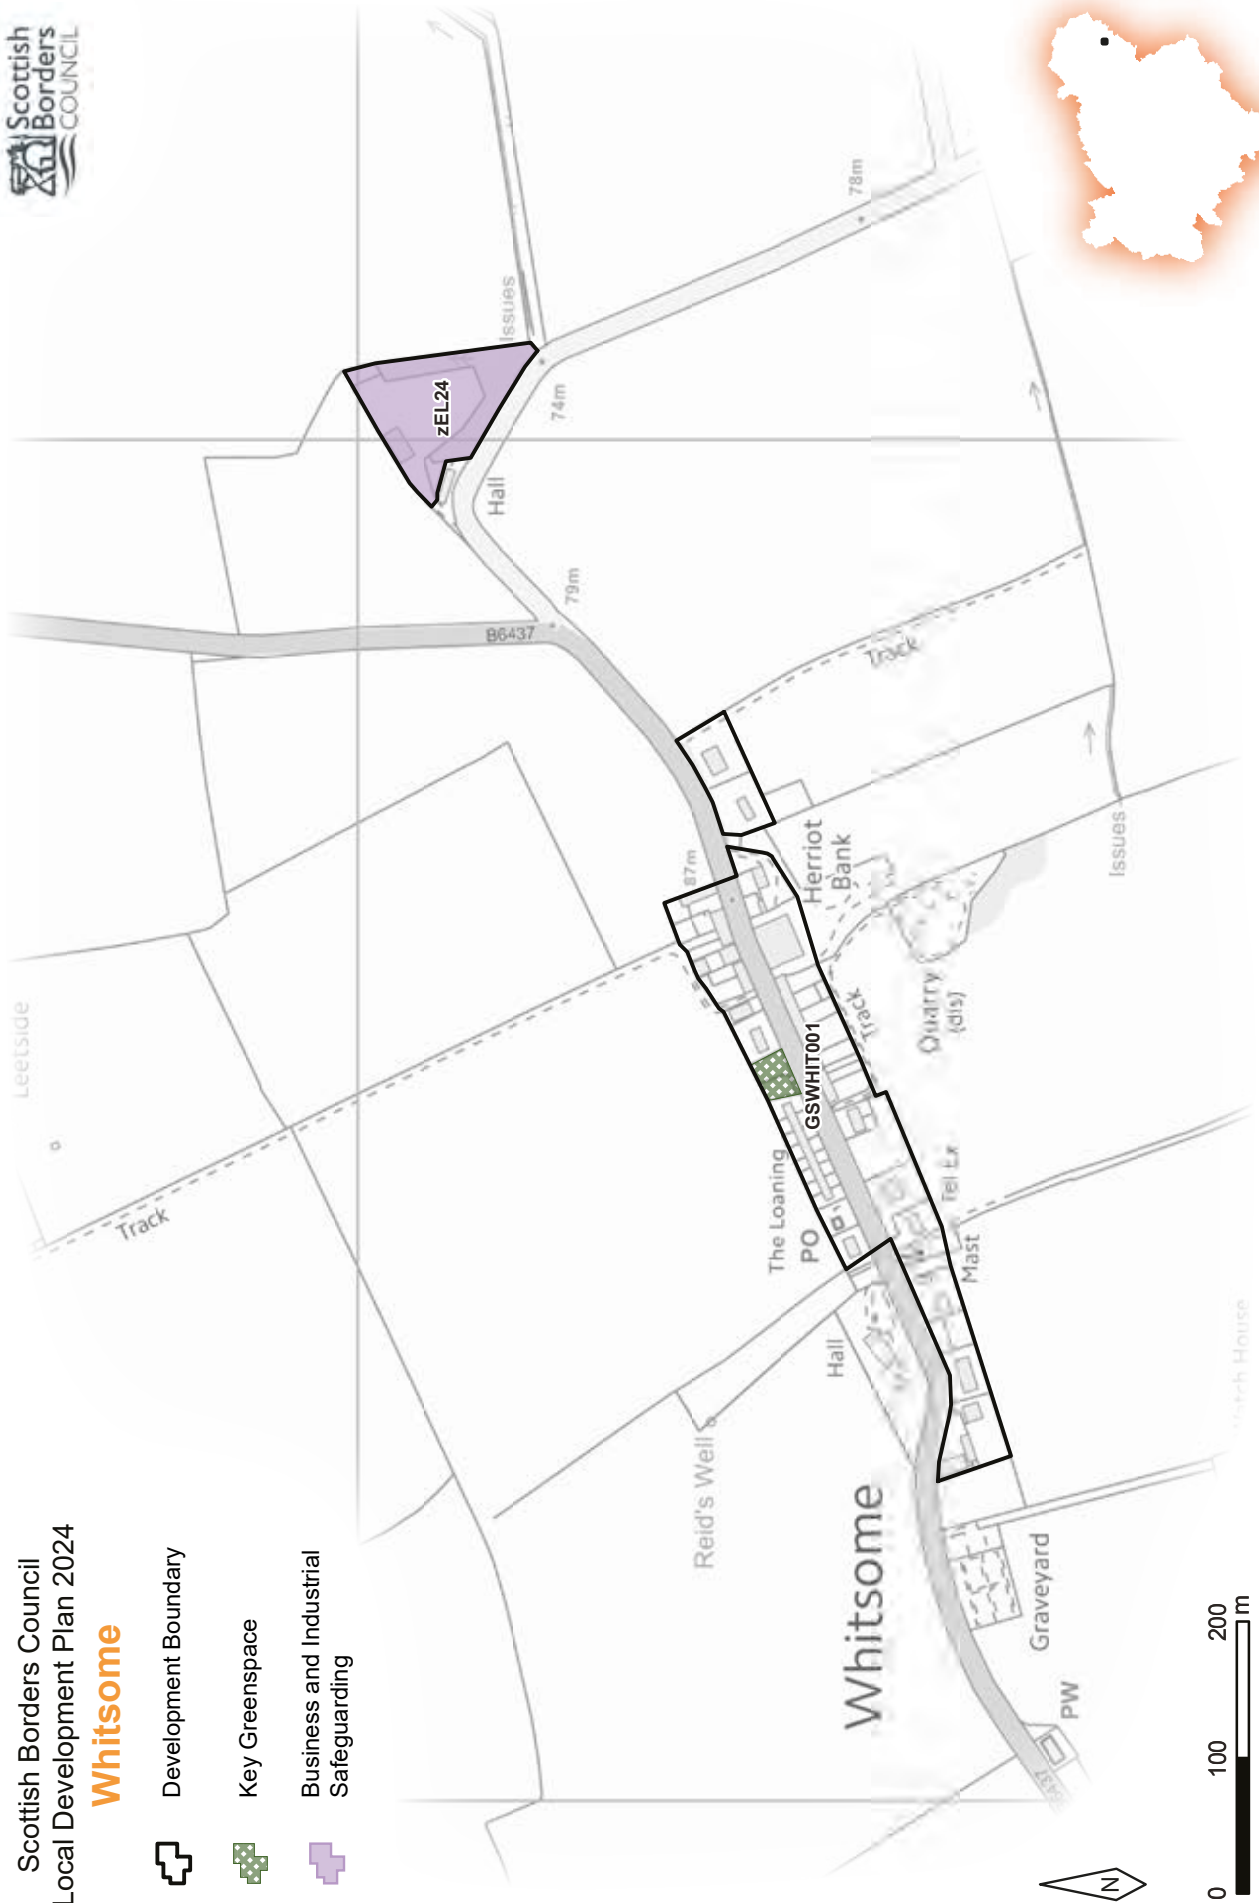 Scottish Borders Council
Local Development Plan 2024
Whitsome
Development Boundary
Key Greenspace
Business and Industrial
Safeguarding
Scottish
Borders
COUNCIL
Leetside
Track
B6437
zEL24
Issues
Hall
74m
78m
79m
Track
87m
Herriot
Bank
Issues
Quarry
(dis)
Track
GSWHIT001
The Loaning
PO
Tel Ex
Mast
Hall
Reid's Well
Whitsome
Graveyard
PW
House
N
0
100
200
m